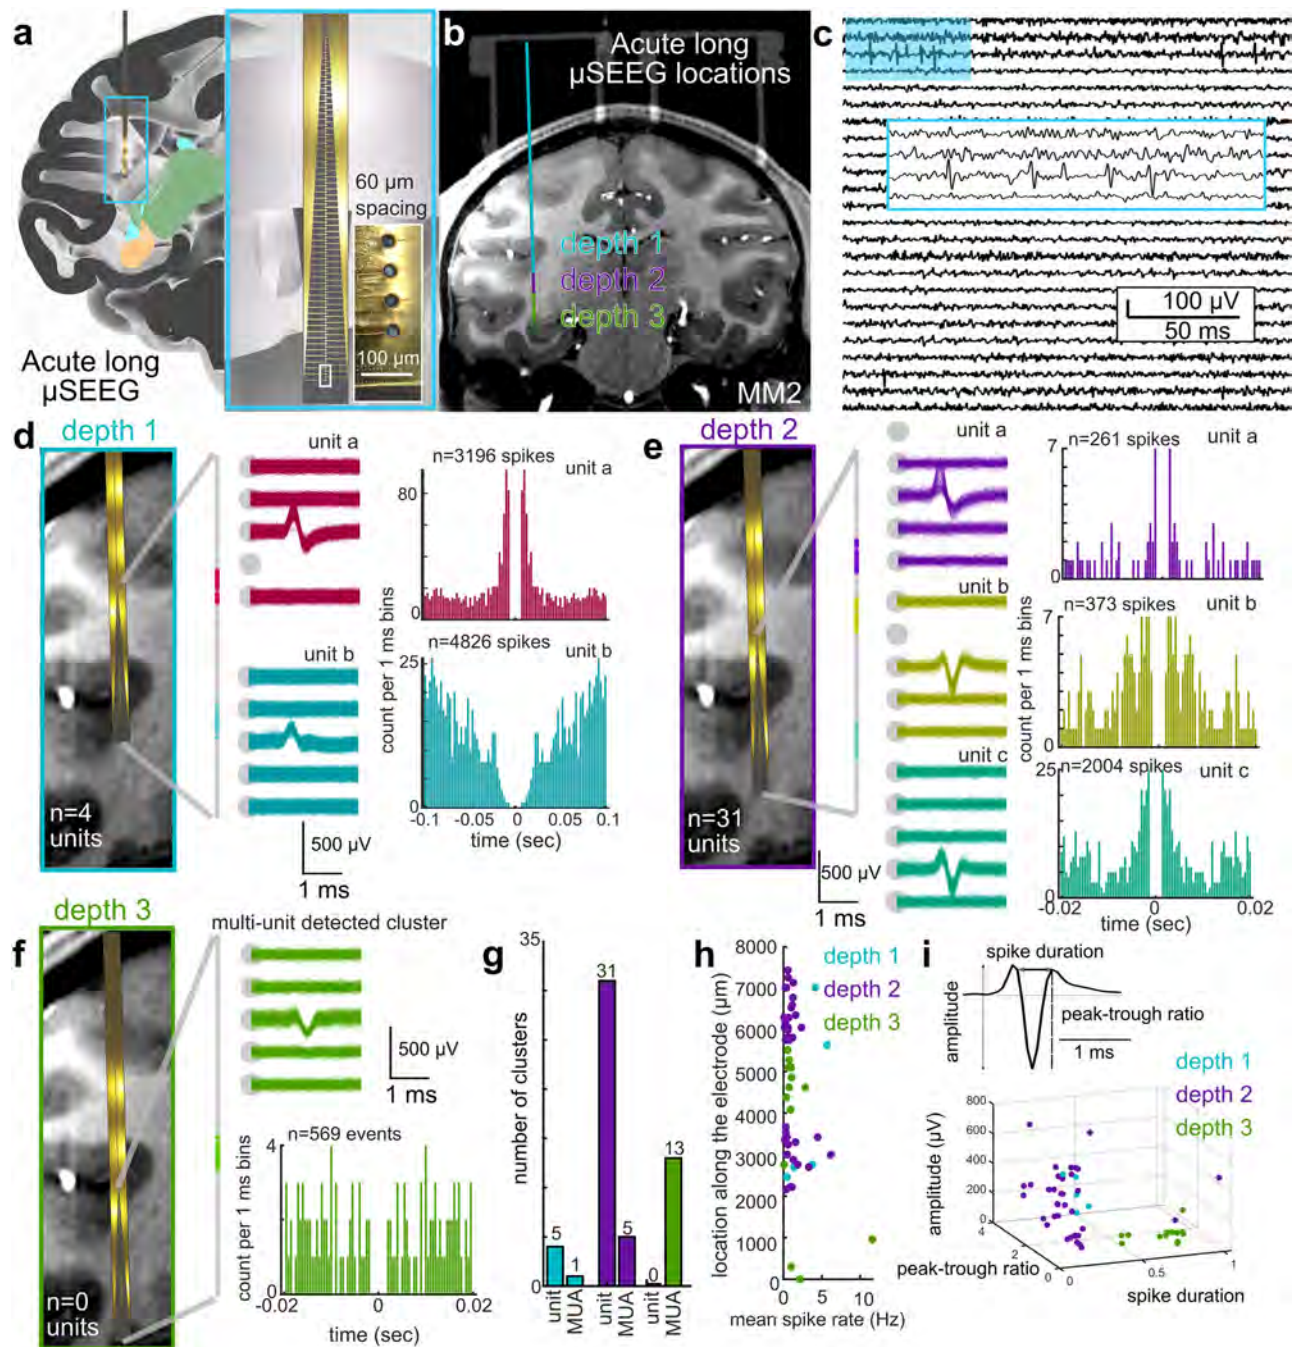 a
60 µm
spacing
100 µm
Acute long
µSEEG
b
Acute long
µSEEG locations
depth 1
depth 2
depth 3
MM2
c
100 µV
50 ms
d
depth 1
n=4
units
unit a
unit b
500 µV
1 ms
n=3196 spikes
unit a
80
0
n=4826 spikes
unit b
25
0
count per 1 ms bins
-0.1
-0.05
0
0.05
0.1
time (sec)
e
depth 2
n=31
units
unit a
unit b
unit c
500 µV
1 ms
n=261 spikes
unit a
7
0
n=373 spikes
unit b
7
0
n=2004 spikes
unit c
25
0
count per 1 ms bins
-0.02
0
0.02
time (sec)
f
depth 3
n=0
units
multi-unit detected cluster
500 µV
1 ms
n=569 events
4
0
count per 1 ms bins
-0.02
0
0.02
time (sec)
g
number of clusters
35
0
5
1
31
5
0
13
unit
MUA
unit
MUA
unit
MUA
h
location along the electrode (µm)
8000
7000
6000
5000
4000
3000
2000
1000
0
depth 1
depth 2
depth 3
0
5
10
mean spike rate (Hz)
i
spike duration
amplitude
peak-trough ratio
1 ms
depth 1
depth 2
depth 3
amplitude (µV)
800
600
400
200
0
4
2
0
peak-trough ratio
0
0.5
1
spike duration